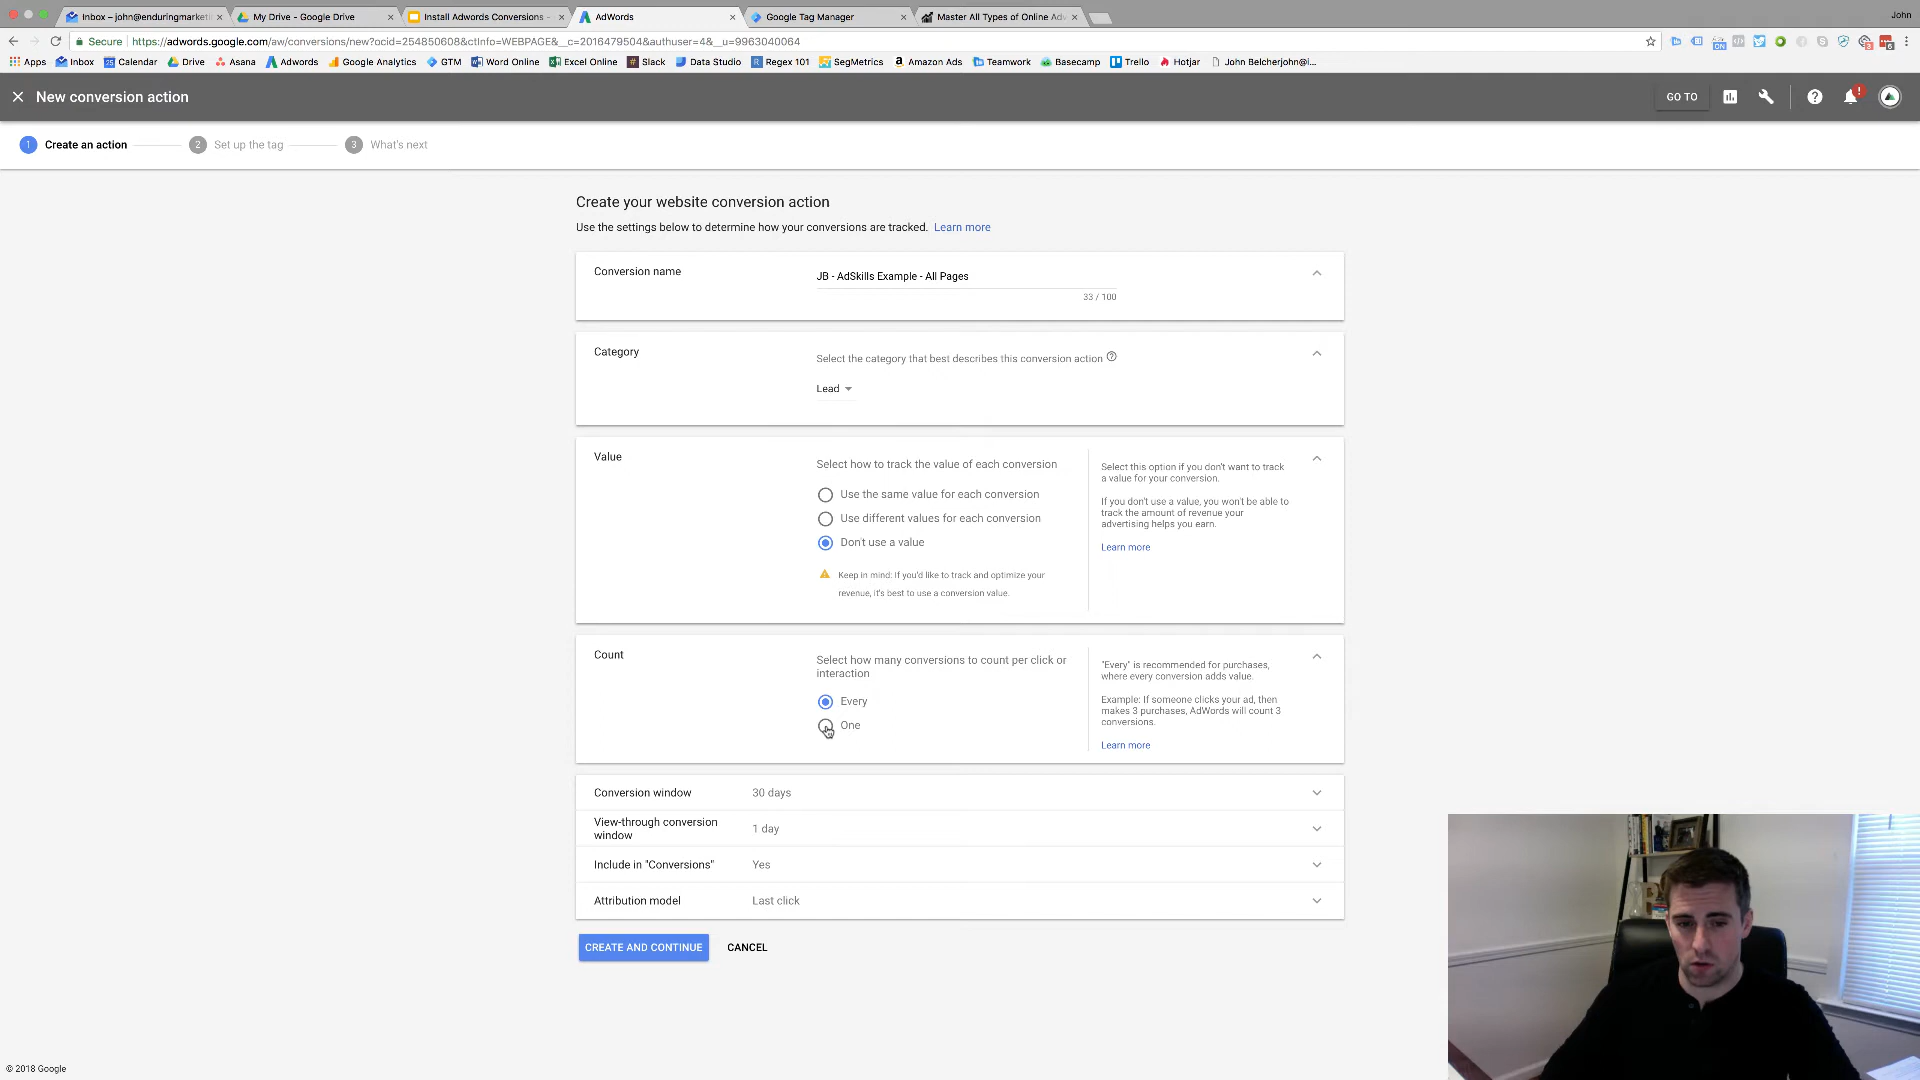 Inbox – john@enduringmarketi
My Drive - Google Drive
Install Adwords Conversions -
AdWords
Google Tag Manager
Master All Types of Online Adv
John
Secure https://adwords.google.com/aw/conversions/new?ocid=254850608&ctInfo=WEBPAGE&__c=2016479504&authuser=4&__u=9963040064
Apps Inbox Calendar Drive Asana Adwords Google Analytics GTM Word Online Excel Online Slack Data Studio Regex 101 SegMetrics Amazon Ads Teamwork Basecamp Trello Hotjar John Belcherjohn@i...
New conversion action
GO TO
1 Create an action 2 Set up the tag 3 What's next
Create your website conversion action
Use the settings below to determine how your conversions are tracked. Learn more
Conversion name
JB - AdSkills Example - All Pages
33 / 100
Category
Select the category that best describes this conversion action
Lead
Value
Select how to track the value of each conversion
Use the same value for each conversion
Use different values for each conversion
Don't use a value
Keep in mind: If you'd like to track and optimize your
revenue, it's best to use a conversion value.
Select this option if you don't want to track
a value for your conversion.
If you don't use a value, you won't be able to
track the amount of revenue your
advertising helps you earn.
Learn more
Count
Select how many conversions to count per click or
interaction
Every
One
"Every" is recommended for purchases,
where every conversion adds value.
Example: If someone clicks your ad, then
makes 3 purchases, AdWords will count 3
conversions.
Learn more
Conversion window 30 days
View-through conversion
window
1 day
Include in "Conversions" Yes
Attribution model Last click
CREATE AND CONTINUE CANCEL
© 2018 Google